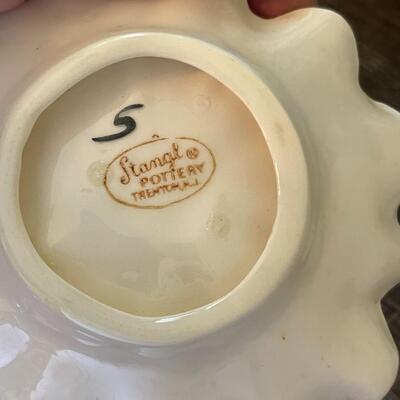 S
Stangl ®
POTTERY
TRENTON, N.J.